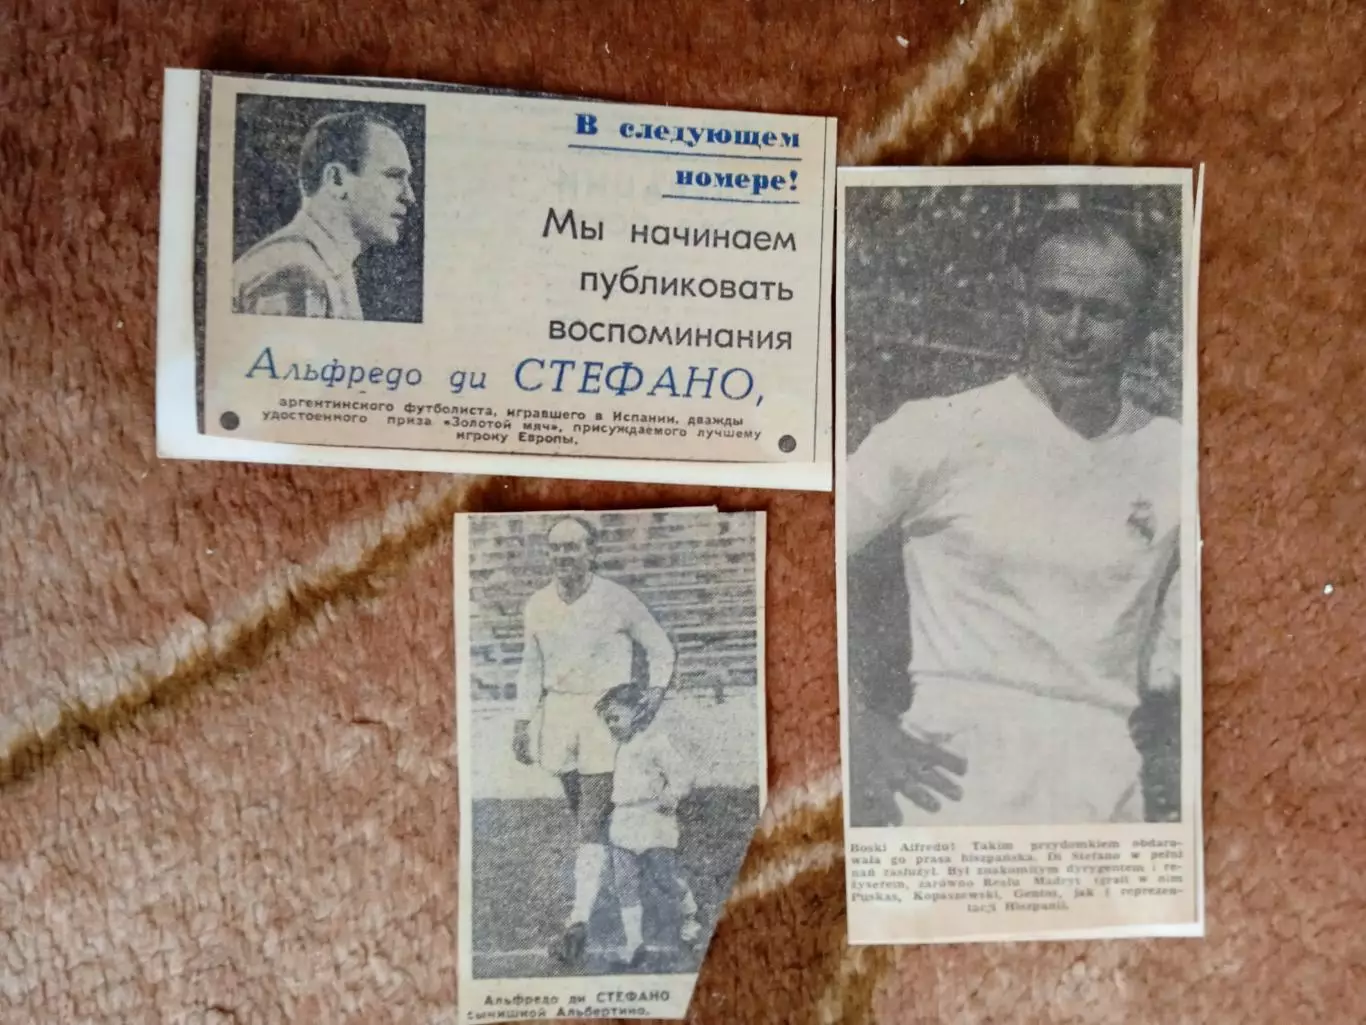 В следующем
номере!
Мы начинаем
публиковать
воспоминания
Альфредо ди СТЕФАНО,
аргентинского футболиста, игравшего в Испании, дважды
удостоенного приза «Золотой мяч», присуждаемого лучшему
игроку Европы.
Boski Alfredo! Takim przydomkiem obdaro-
wała go prasa hiszpańska. Di Stefano w pełni
nań zasłużył. Był znakomitym dyrygentem i re-
żyserem, zarówno Realu Madryt (grali w nim
Puskas, Kopaszewski, Gento), jak i reprezen-
tacji Hiszpanii.
Альфредо ди СТЕФАНО
сынишкой Альбертино.